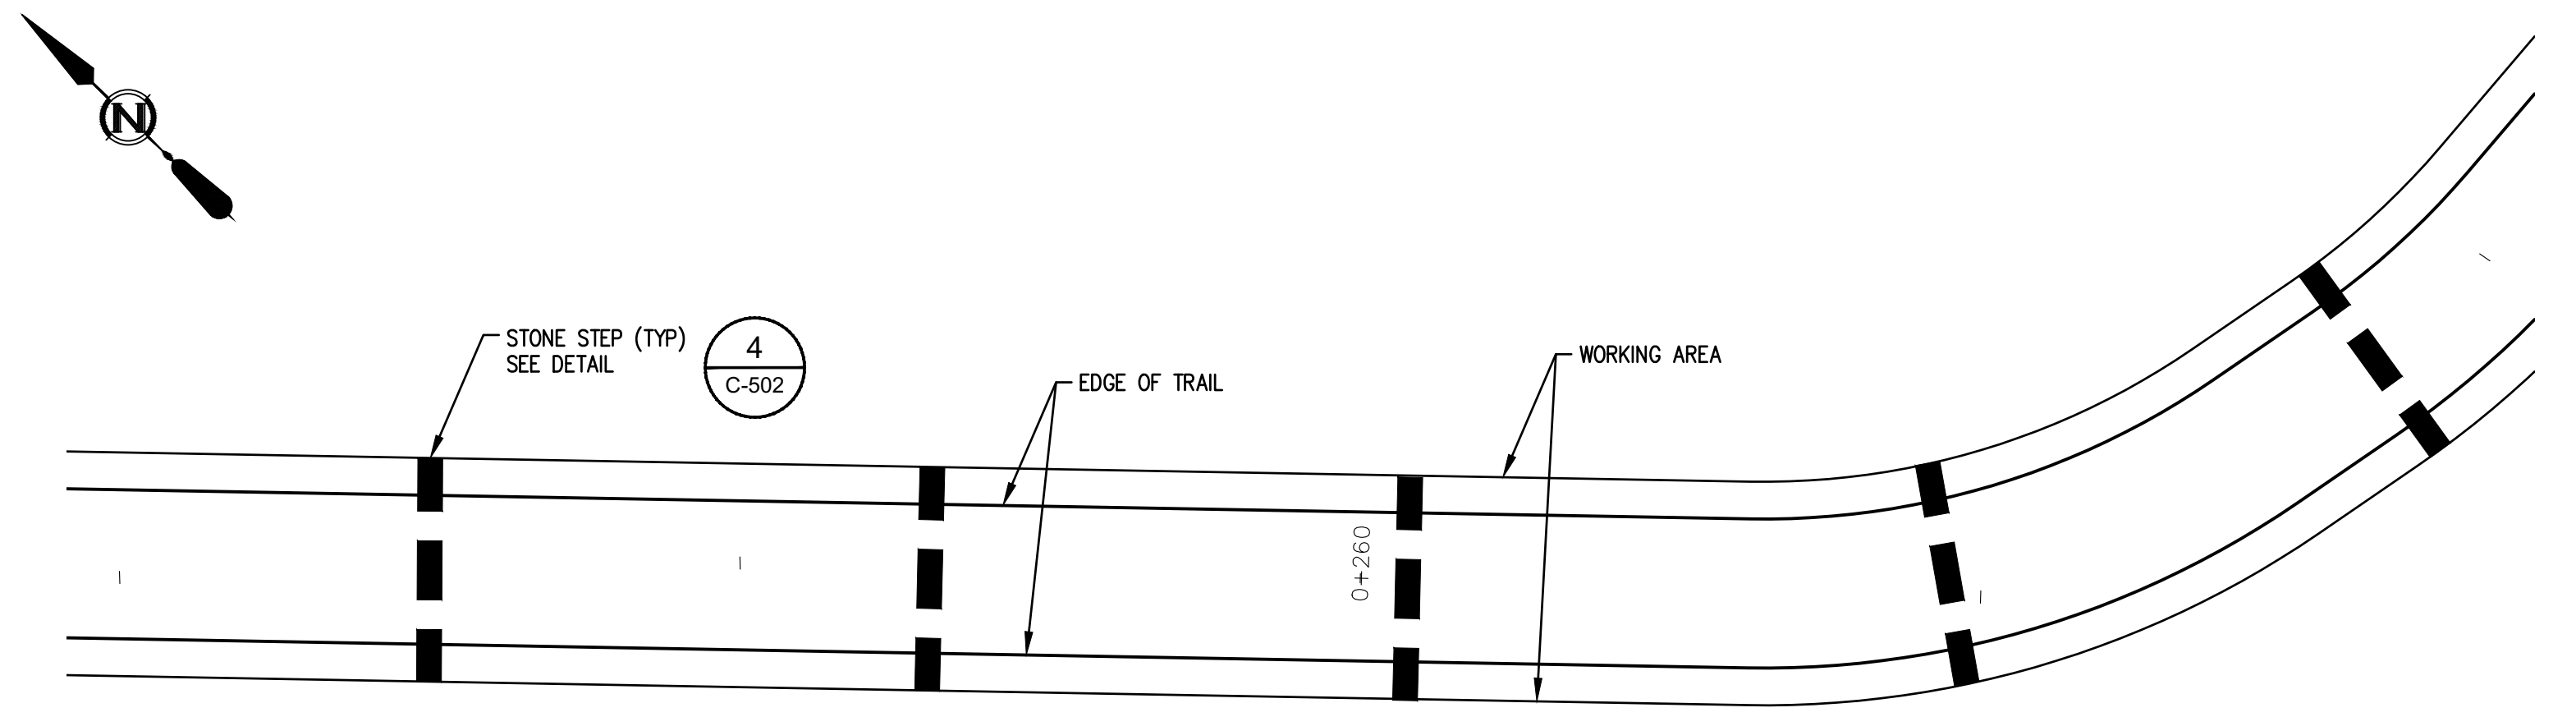 N
STONE STEP (TYP)
SEE DETAIL
4
C-502
EDGE OF TRAIL
WORKING AREA
0+260